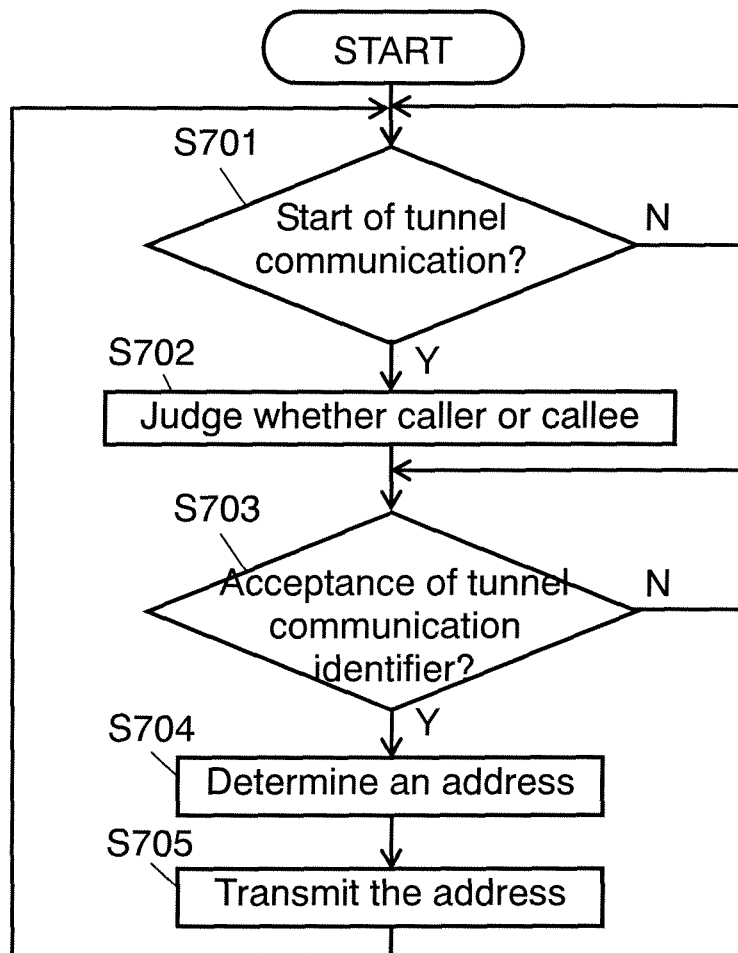 START
S701
Start of tunnel
communication?
N
Y
S702
Judge whether caller or callee
S703
Acceptance of tunnel
communication
identifier?
N
Y
S704
Determine an address
S705
Transmit the address